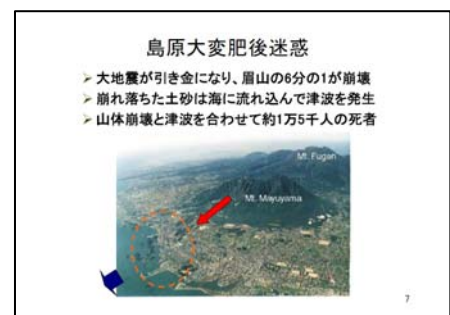 島原大変肥後迷惑
➢ 大地震が引き金になり、眉山の6分の1が崩壊
➢ 崩れ落ちた土砂は海に流れ込んで津波を発生
➢ 山体崩壊と津波を合わせて約1万5千人の死者
Mt. Fugan
Mt. Mayuyama
7